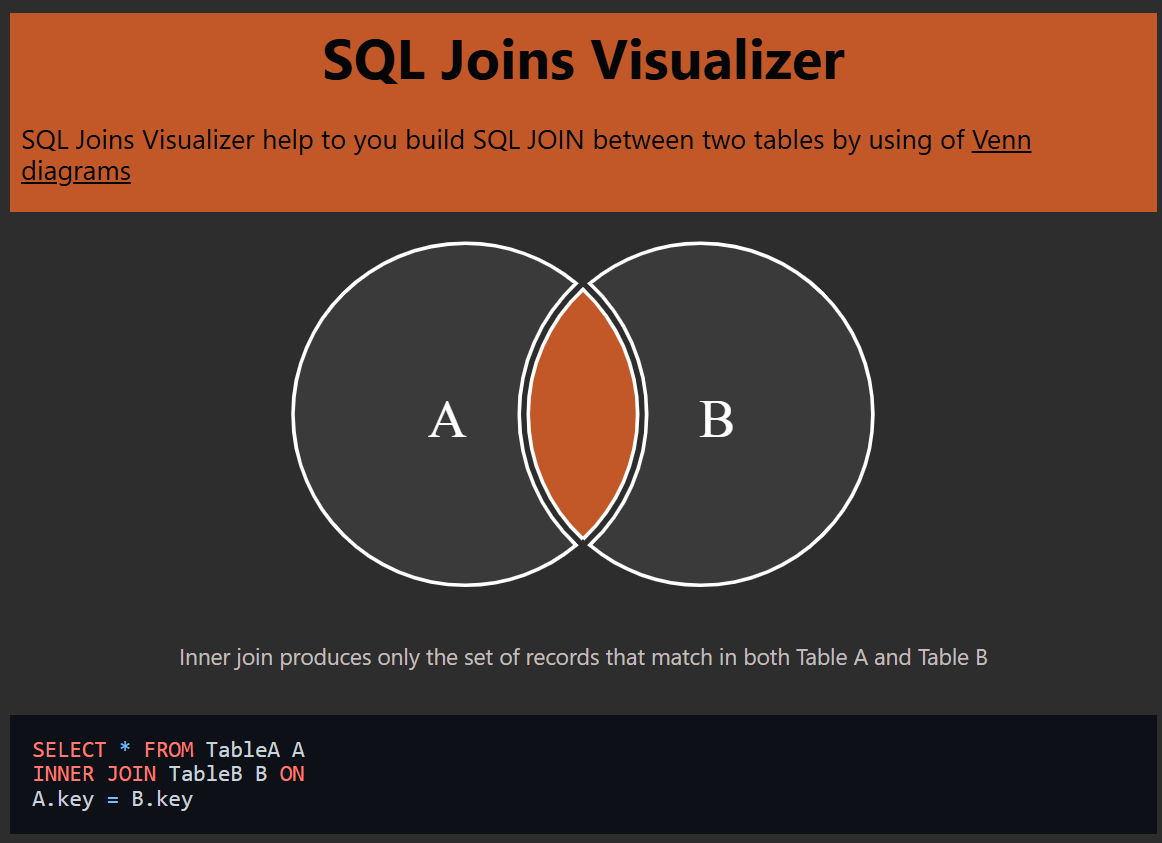 SQL Joins Visualizer
SQL Joins Visualizer help to you build SQL JOIN between two tables by using of Venn
diagrams
A
B
Inner join produces only the set of records that match in both Table A and Table B
SELECT * FROM TableA A
INNER JOIN TableB B ON
A.key = B.key